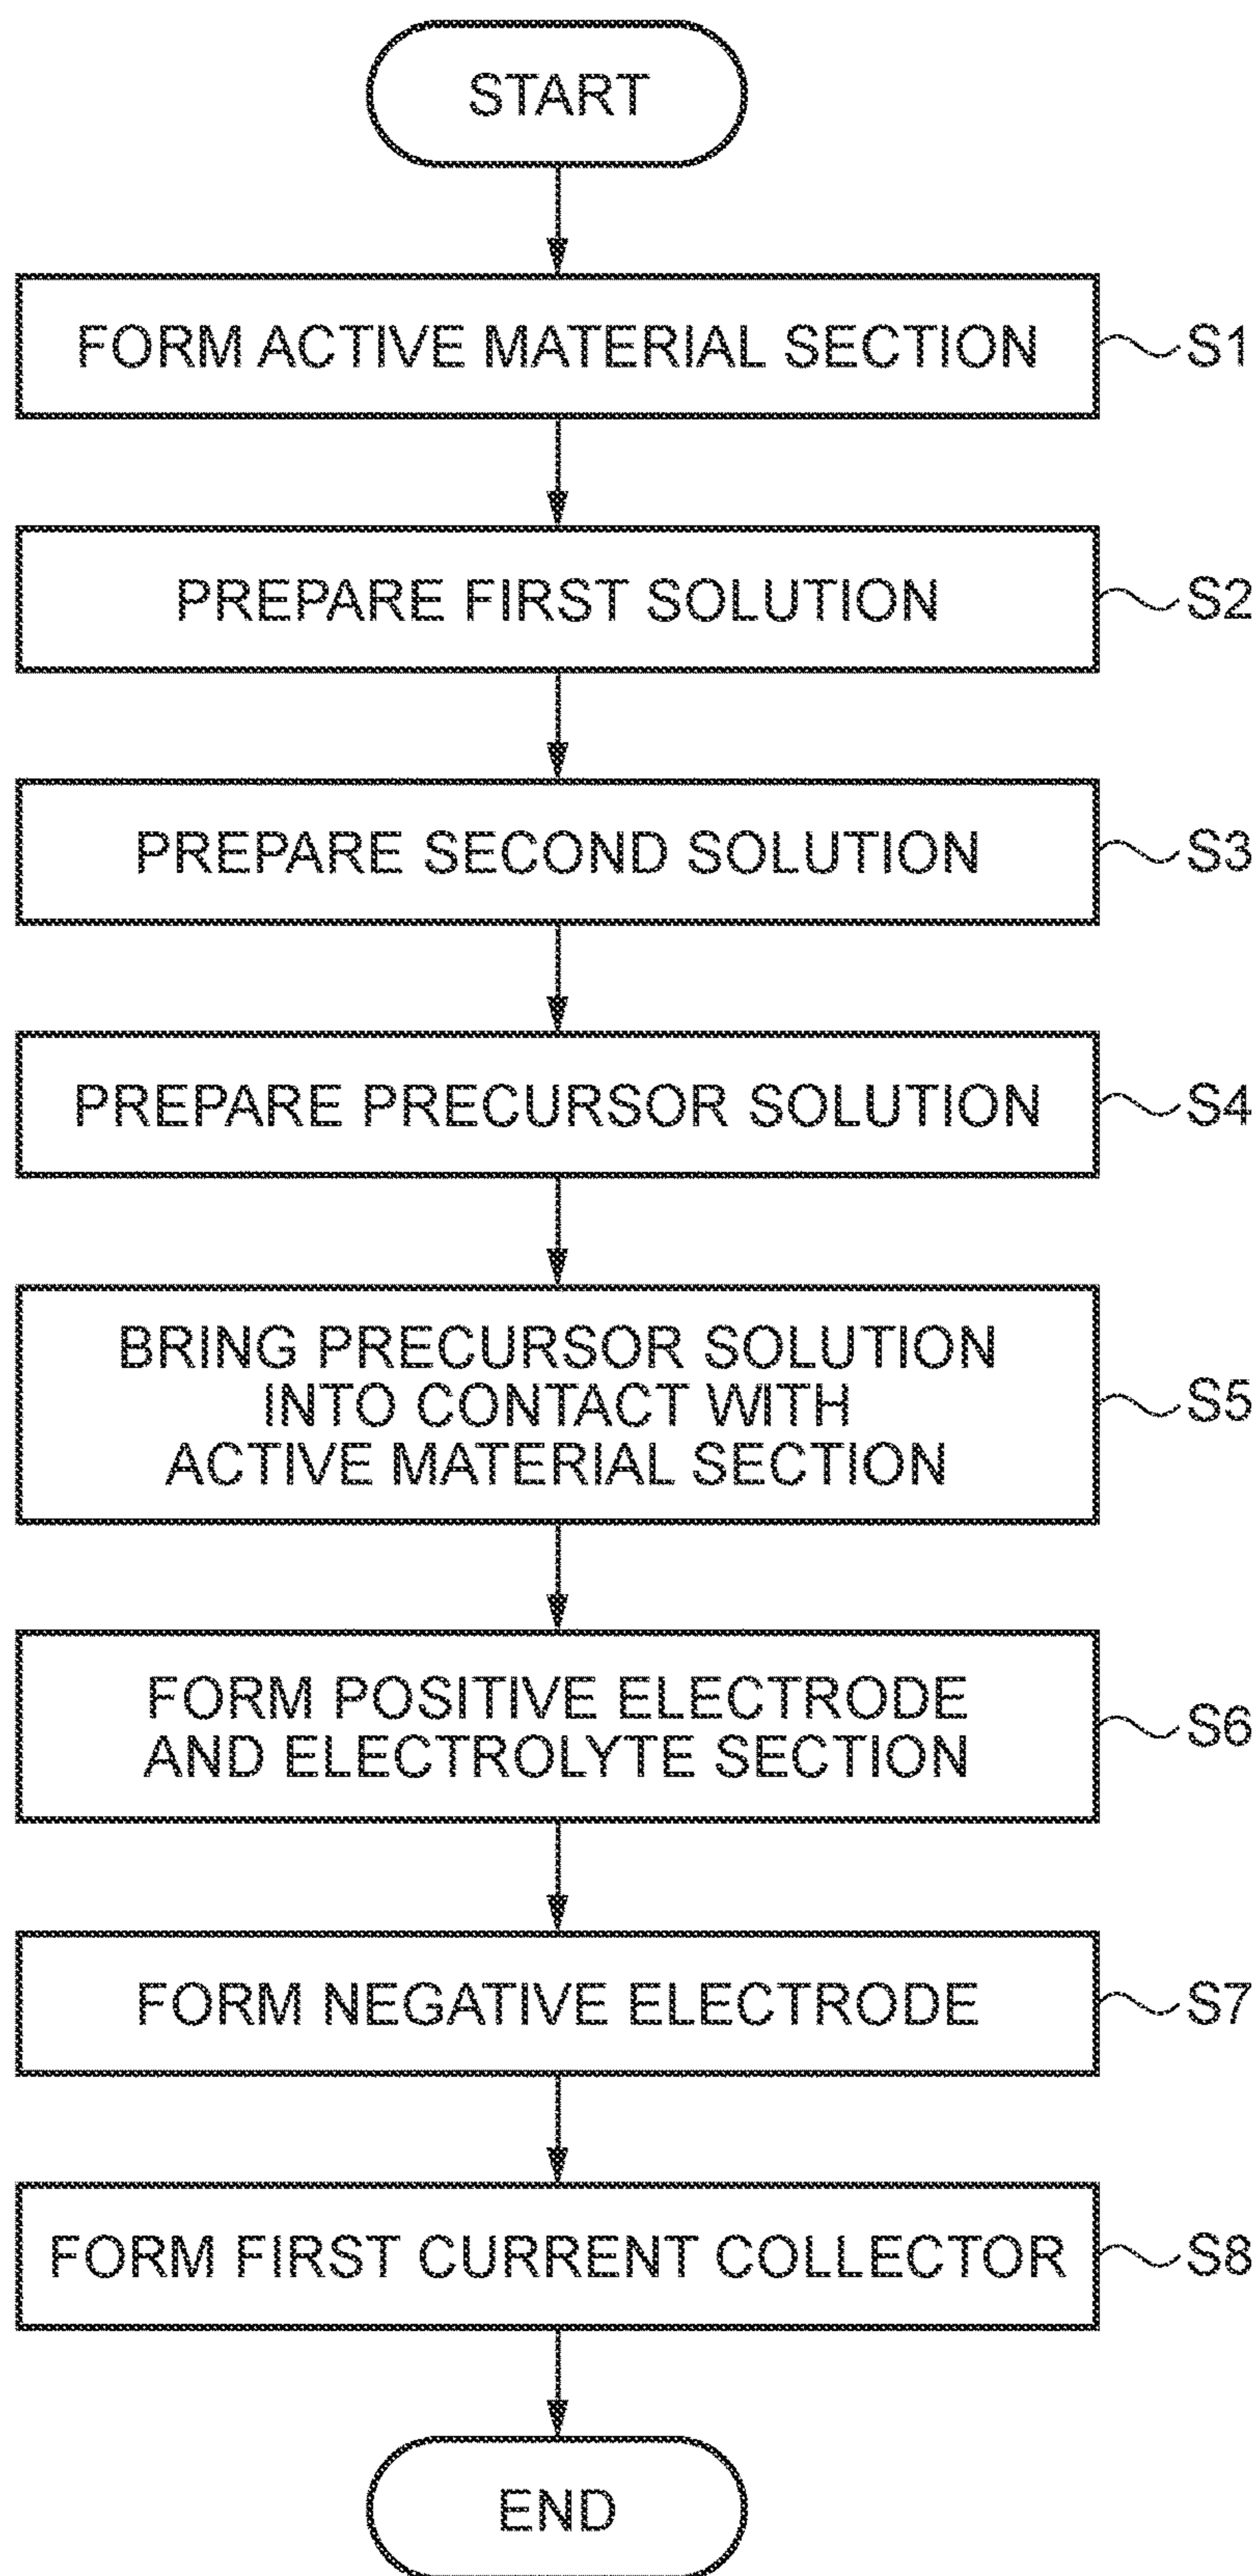 START
FORM ACTIVE MATERIAL SECTION S1
PREPARE FIRST SOLUTION S2
PREPARE SECOND SOLUTION S3
PREPARE PRECURSOR SOLUTION S4
BRING PRECURSOR SOLUTION
INTO CONTACT WITH S5
ACTIVE MATERIAL SECTION
FORM POSITIVE ELECTRODE
AND ELECTROLYTE SECTION
S6
FORM NEGATIVE ELECTRODE S7
FORM FIRST CURRENT COLLECTOR S8
END